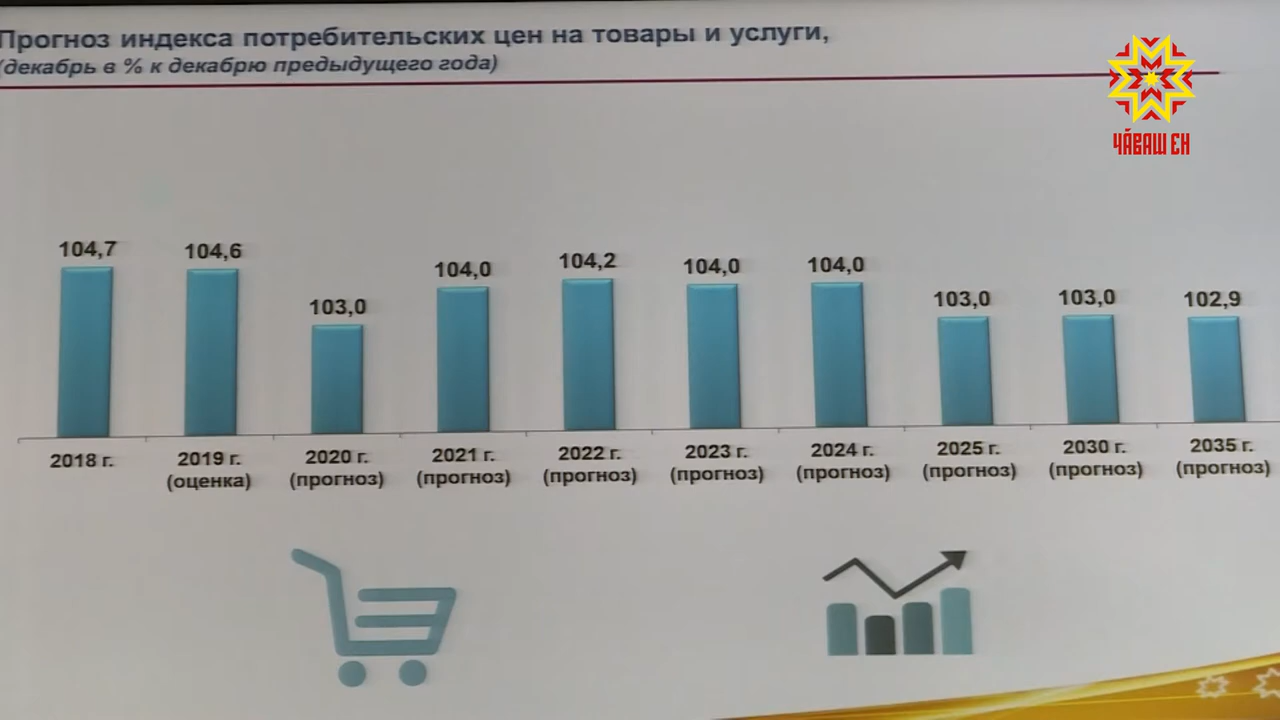 Прогноз индекса потребительских цен на товары и услуги,
(декабрь в % к декабрю предыдущего года)
ЧӐВАШ ЕН
104,7 104,6 103,0 104,0 104,2 104,0 104,0 103,0 103,0 102,9
2018 г. 2019 г. 2020 г. 2021 г. 2022 г. 2023 г. 2024 г. 2025 г. 2030 г. 2035 г.
(оценка) (прогноз) (прогноз) (прогноз) (прогноз) (прогноз) (прогноз) (прогноз) (прогноз)